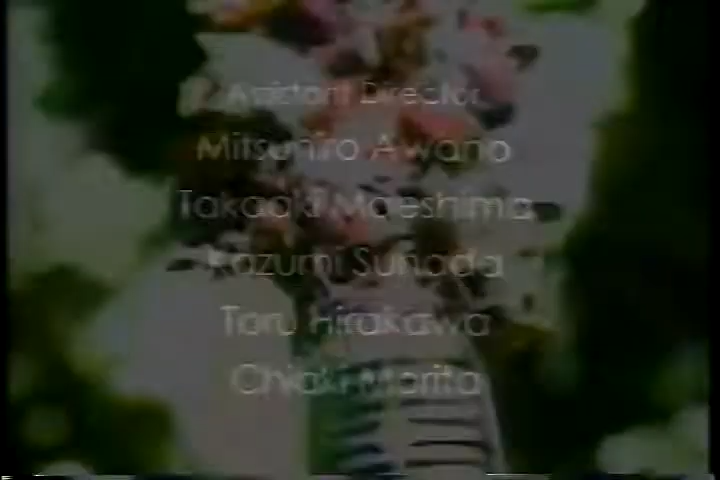 Assistant Director
Mitsuhiro Awano
Takaaki Maeshima
Kazumi Sunada
Toru Hirakawa
Chiaki Morita